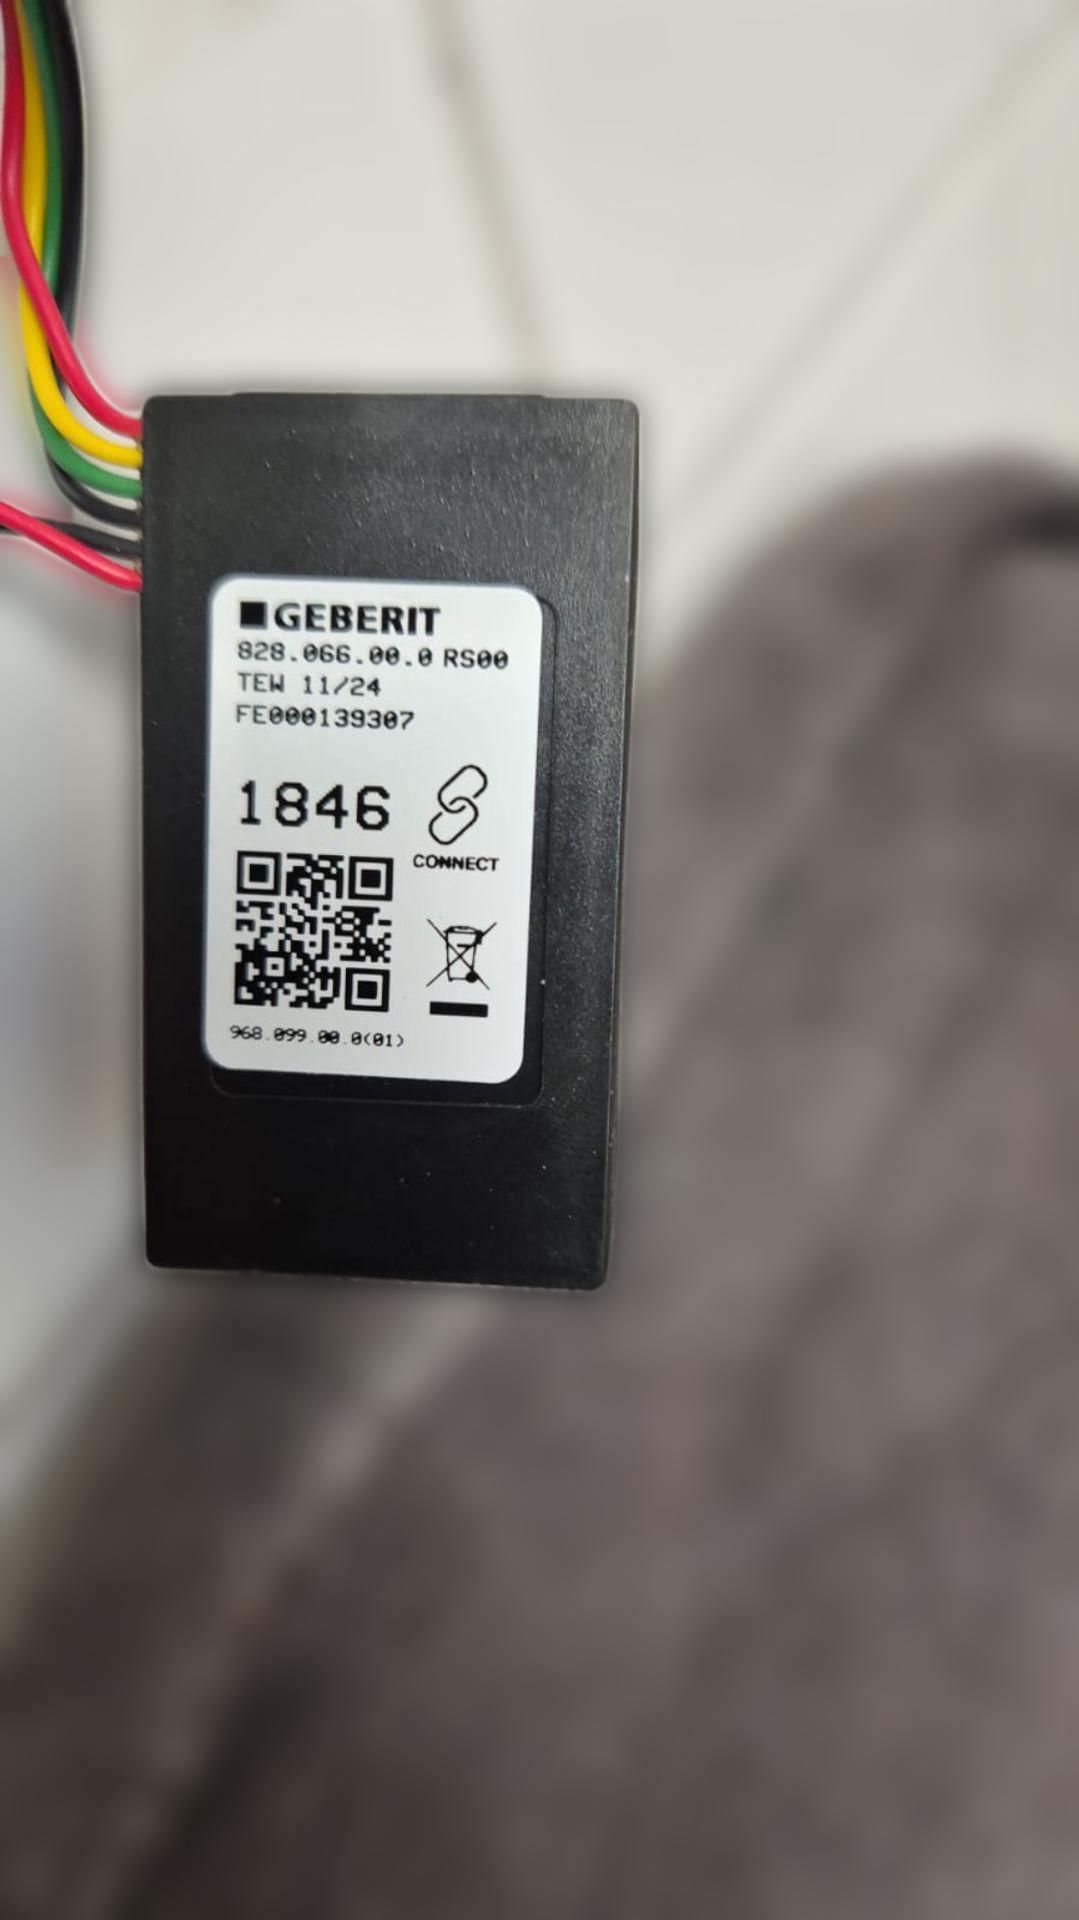 GEBERIT
828.066.00.0 RS00
TEW 11/24
FE000139307
1846
CONNECT
968.099.00.0(01)